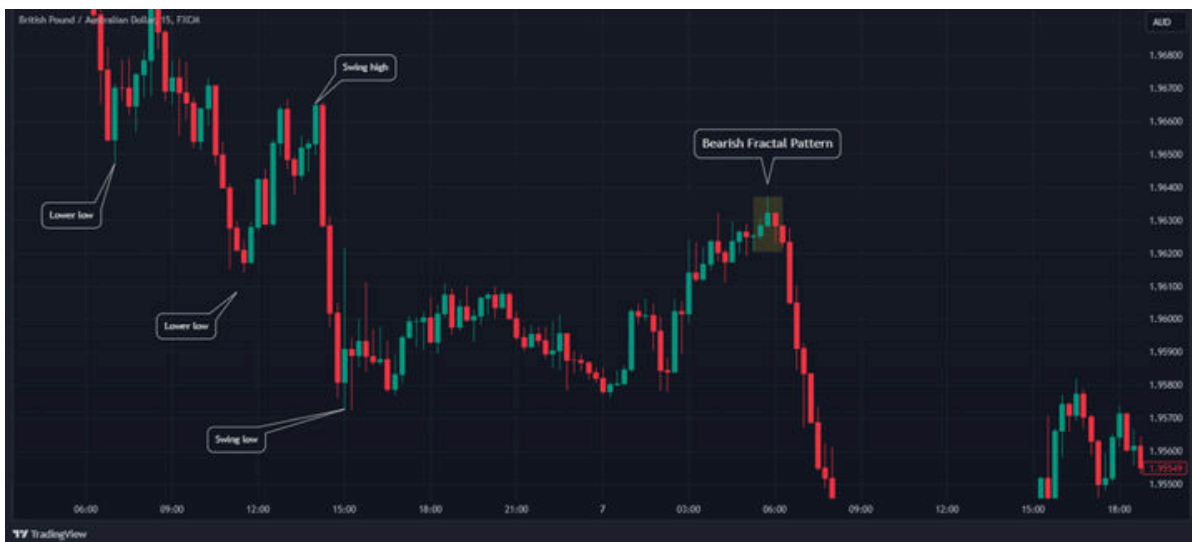 British Pound / Australian Dollar, 15, FXCM
AUD
1.96800
Swing high
1.96700
1.96600
Bearish Fractal Pattern
1.96500
1.96400
Lower low
1.96300
1.96200
1.96100
Lower low
1.96000
1.95900
1.95800
1.95700
Swing low
1.95600
1.95549
1.95500
06:00 09:00 12:00 15:00 18:00 21:00 7 03:00 06:00 09:00 15:00 18:00
TradingView